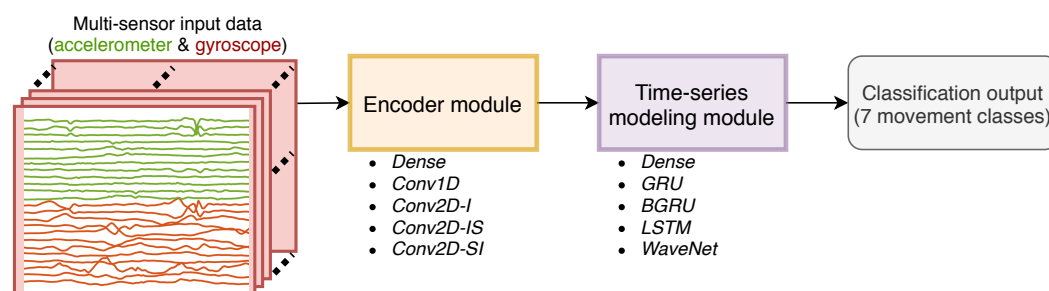 Multi-sensor input data
(accelerometer & gyroscope)
Encoder module
• Dense
• Conv1D
• Conv2D-I
• Conv2D-IS
• Conv2D-SI
Time-series
modeling module
• Dense
• GRU
• BGRU
• LSTM
• WaveNet
Classification output
(7 movement classes)